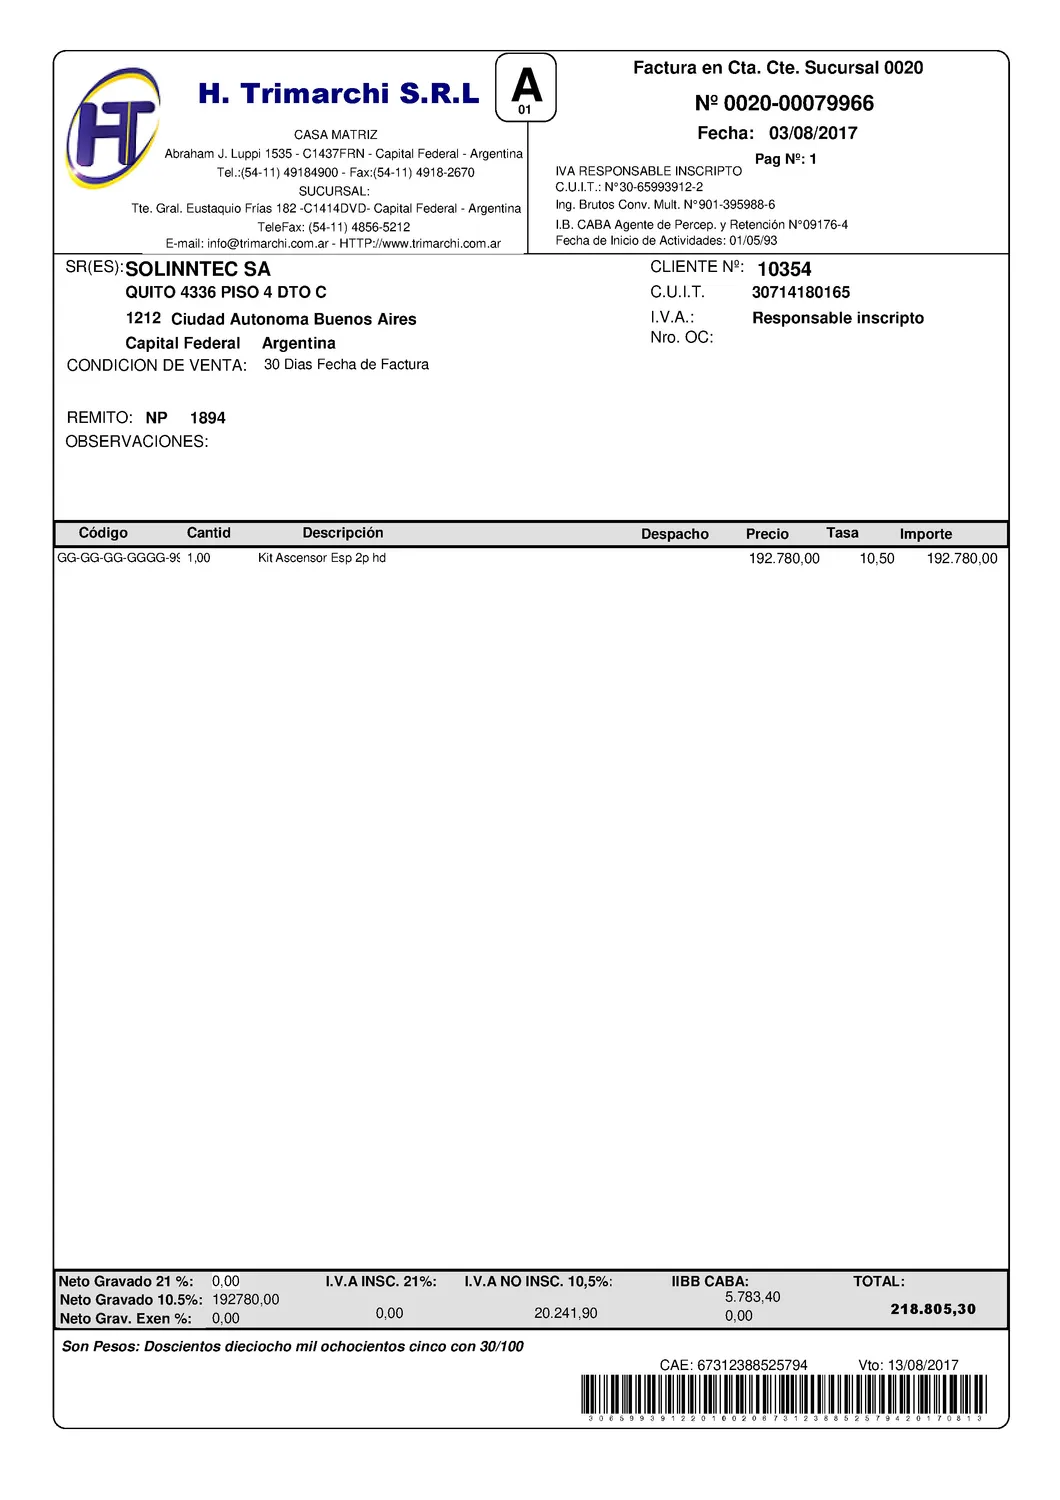 HT
H. Trimarchi S.R.L
A
01
Factura en Cta. Cte. Sucursal 0020
Nº 0020-00079966
Fecha: 03/08/2017
Pag Nº: 1
CASA MATRIZ
Abraham J. Luppi 1535 - C1437FRN - Capital Federal - Argentina
Tel.:(54-11) 49184900 - Fax:(54-11) 4918-2670
SUCURSAL:
Tte. Gral. Eustaquio Frías 182 -C1414DVD- Capital Federal - Argentina
TeleFax: (54-11) 4856-5212
E-mail: info@trimarchi.com.ar - HTTP://www.trimarchi.com.ar
IVA RESPONSABLE INSCRIPTO
C.U.I.T.: N°30-65993912-2
Ing. Brutos Conv. Mult. N°901-395988-6
I.B. CABA Agente de Percep. y Retención N°09176-4
Fecha de Inicio de Actividades: 01/05/93
SR(ES): SOLINNTEC SA
QUITO 4336 PISO 4 DTO C
1212 Ciudad Autonoma Buenos Aires
Capital Federal Argentina
CONDICION DE VENTA: 30 Dias Fecha de Factura
CLIENTE Nº: 10354
C.U.I.T. 30714180165
I.V.A.: Responsable inscripto
Nro. OC:
REMITO: NP 1894
OBSERVACIONES:
Código Cantid Descripción Despacho Precio Tasa Importe
GG-GG-GG-GGGG-99 1,00 Kit Ascensor Esp 2p hd 192.780,00 10,50 192.780,00
Neto Gravado 21 %: 0,00 I.V.A INSC. 21%: I.V.A NO INSC. 10,5%: IIBB CABA: TOTAL:
Neto Gravado 10.5%: 192780,00 0,00 20.241,90 5.783,40 218.805,30
Neto Grav. Exen %: 0,00 0,00
Son Pesos: Doscientos dieciocho mil ochocientos cinco con 30/100
CAE: 67312388525794 Vto: 13/08/2017
306599391220100206731238852579420170813